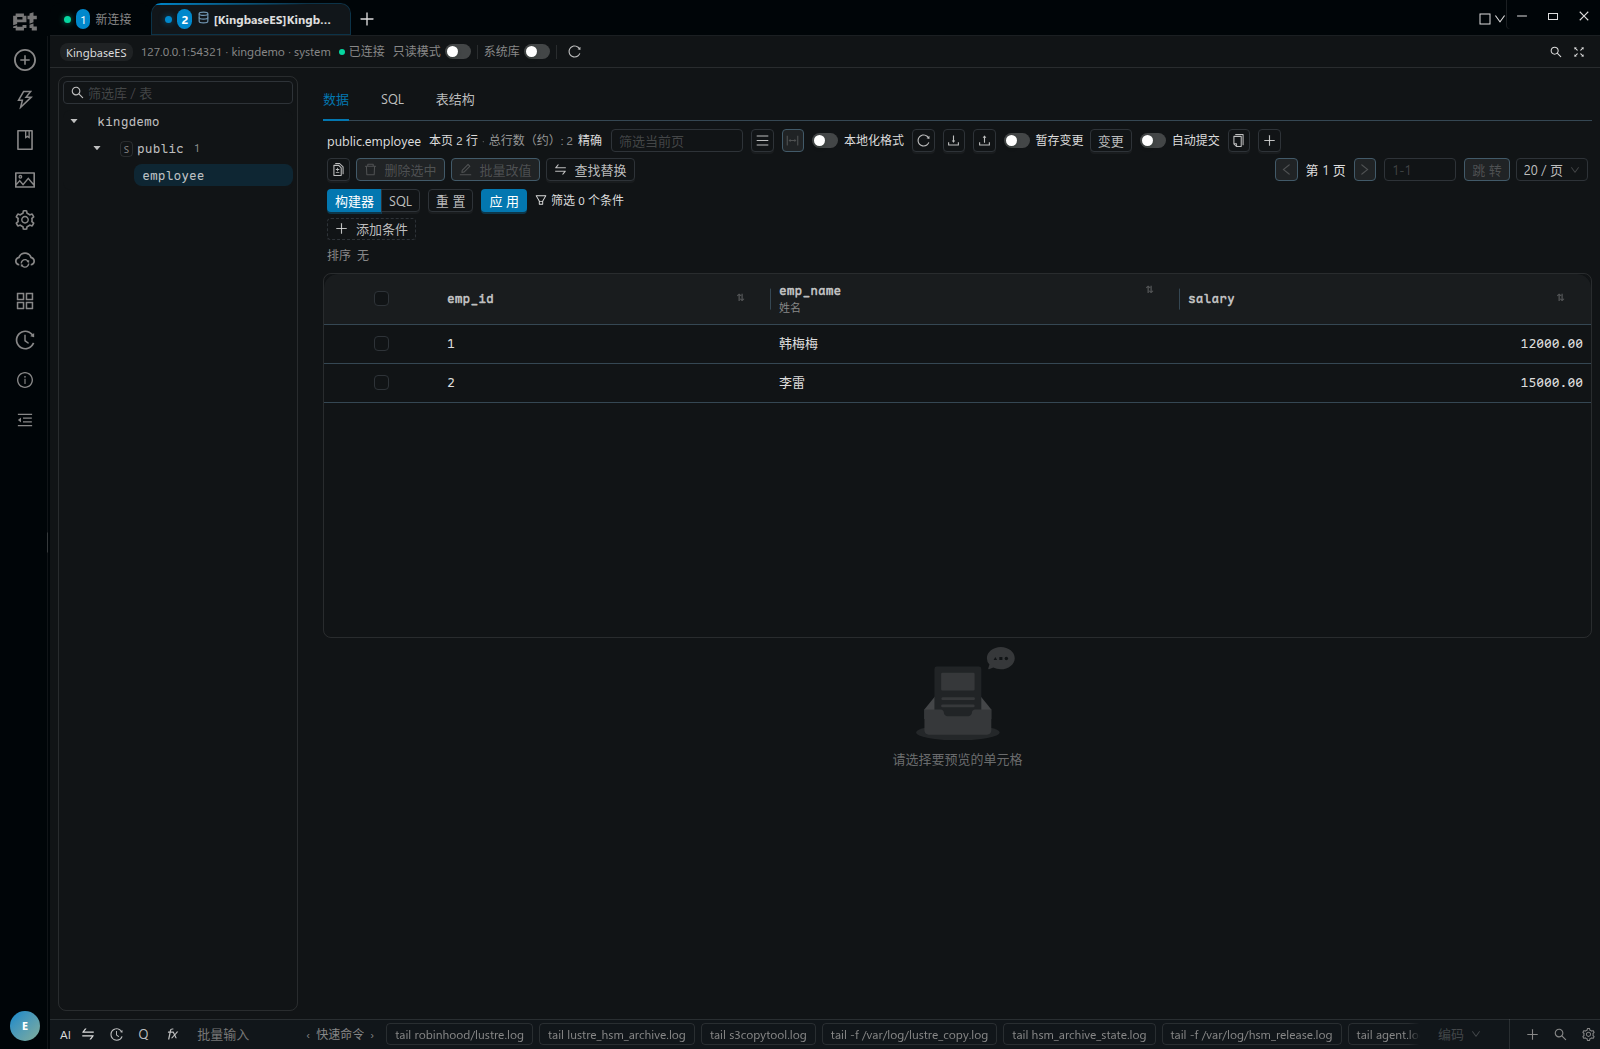 et
1 新连接
2 [KingbaseES]Kingb...
KingbaseES 127.0.0.1:54321 · kingdemo · system 已连接 只读模式 系统库
筛选库 / 表
kingdemo
S public 1
employee
数据 SQL 表结构
public.employee 本页 2 行 · 总行数（约）: 2 精确 筛选当前页 本地化格式 暂存变更 变更 自动提交
删除选中 批量改值 查找替换 第 1 页 1-1 跳 转 20 / 页
构建器 SQL 重 置 应 用 筛选 0 个条件
添加条件
排序 无
emp_id emp_name salary
姓名
1 韩梅梅 12000.00
2 李雷 15000.00
请选择要预览的单元格
E
AI Q fx 批量输入 ‹ 快速命令 › tail robinhood/lustre.log tail lustre_hsm_archive.log tail s3copytool.log tail -f /var/log/lustre_copy.log tail hsm_archive_state.log tail -f /var/log/hsm_release.log tail agent.lo 编码